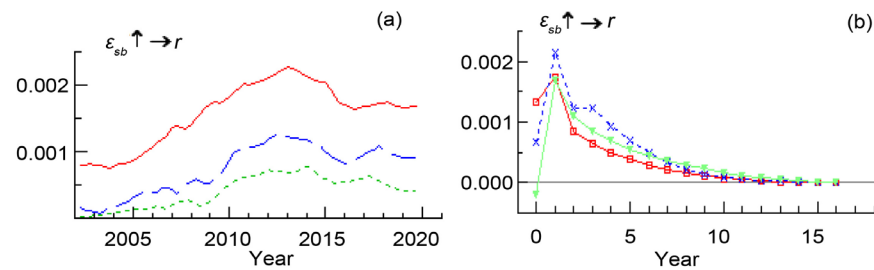 (a)
ε_sb ↑ → r
0.002
0.001
2005 2010 2015 2020
Year
(b)
ε_sb ↑ → r
0.002
0.001
0.000
0 5 10 15
Year